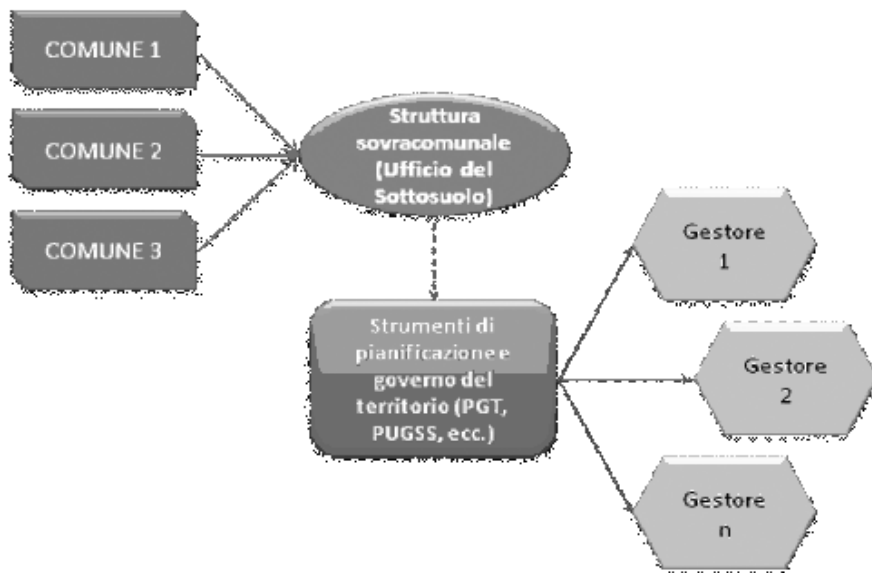 COMUNE 1
COMUNE 2
COMUNE 3
Struttura
sovracomunale
(Ufficio del
Sottosuolo)
Strumenti di
pianificazione e
governo del
territorio (PGT,
PUGSS, ecc.)
Gestore
1
Gestore
2
Gestore
n